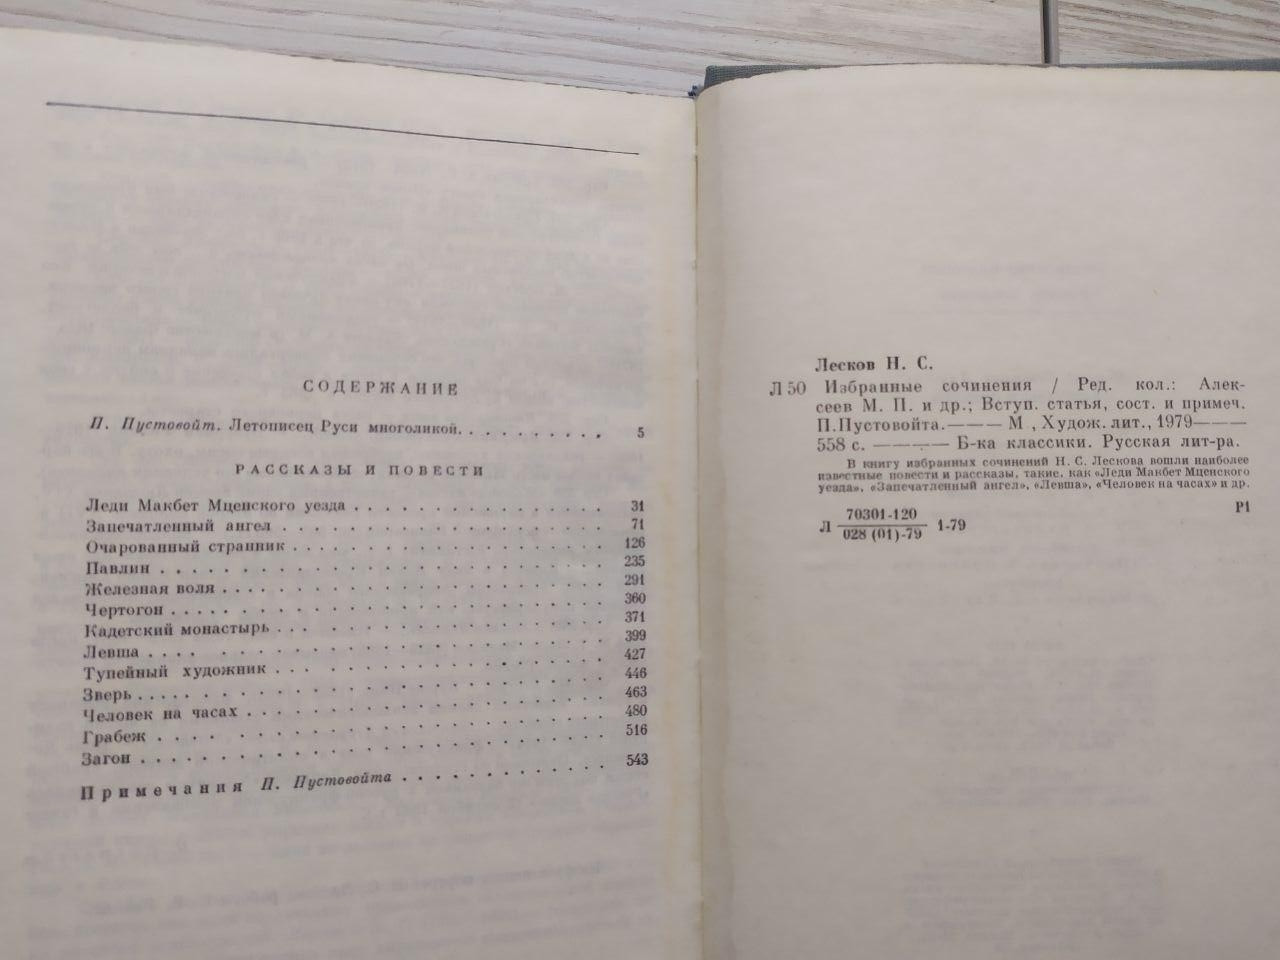 СОДЕРЖАНИЕ
П. Пустовойт. Летописец Руси многоликой. . . . . . . . . . 5
РАССКАЗЫ И ПОВЕСТИ
Леди Макбет Мценского уезда . . . . . . . . . . . . . 31
Запечатленный ангел . . . . . . . . . . . . . . . . 71
Очарованный странник . . . . . . . . . . . . . . . . 126
Павлин . . . . . . . . . . . . . . . . . . . . . . 235
Железная воля . . . . . . . . . . . . . . . . . . . 291
Чертогон . . . . . . . . . . . . . . . . . . . . . 360
Кадетский монастырь . . . . . . . . . . . . . . . . 371
Левша . . . . . . . . . . . . . . . . . . . . . . 399
Тупейный художник . . . . . . . . . . . . . . . . . 427
Зверь . . . . . . . . . . . . . . . . . . . . . . 446
Человек на часах . . . . . . . . . . . . . . . . . . 463
Грабеж . . . . . . . . . . . . . . . . . . . . . . 480
Загон . . . . . . . . . . . . . . . . . . . . . . 516
Примечания П. Пустовойта . . . . . . . . . . . 543
Лесков Н. С.
Л 50 Избранные сочинения / Ред. кол.: Алек-
сеев М. П. и др.; Вступ. статья, сост. и примеч.
П.Пустовойта.——— М , Худож. лит., 1979———
558 с. ———— Б-ка классики. Русская лит-ра.
В книгу избранных сочинений Н. С. Лескова вошли наиболее
известные повести и рассказы, такие. как «Леди Макбет Мценского
уезда», «Запечатленный ангел», «Левша», «Человек на часах» и др.
Л 70301-120
028 (01)-79 1-79
Р1